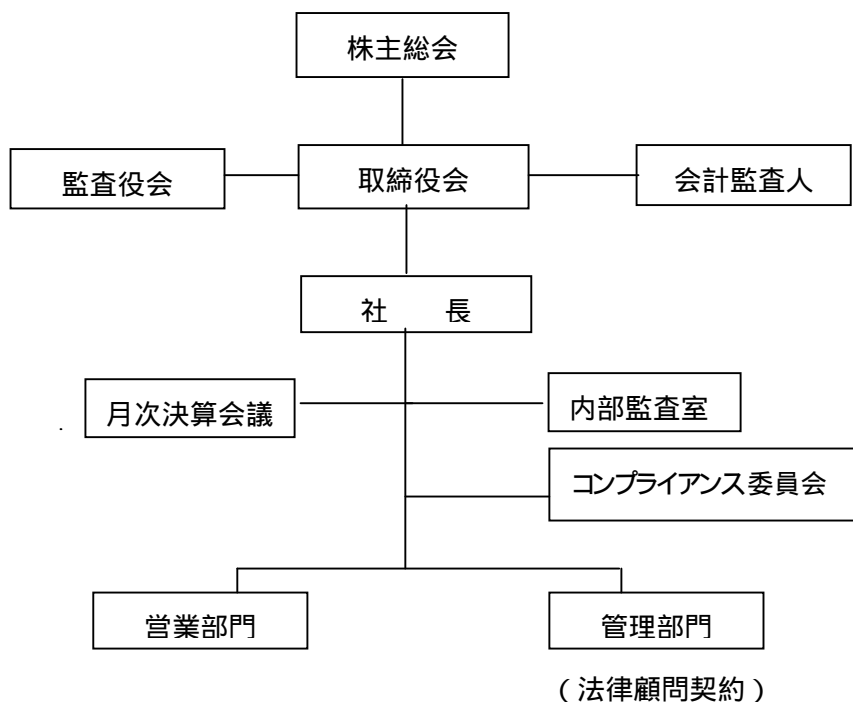 株主総会
監査役会
取締役会
会計監査人
社　　長
月次決算会議
内部監査室
コンプライアンス委員会
営業部門
管理部門
（法律顧問契約）